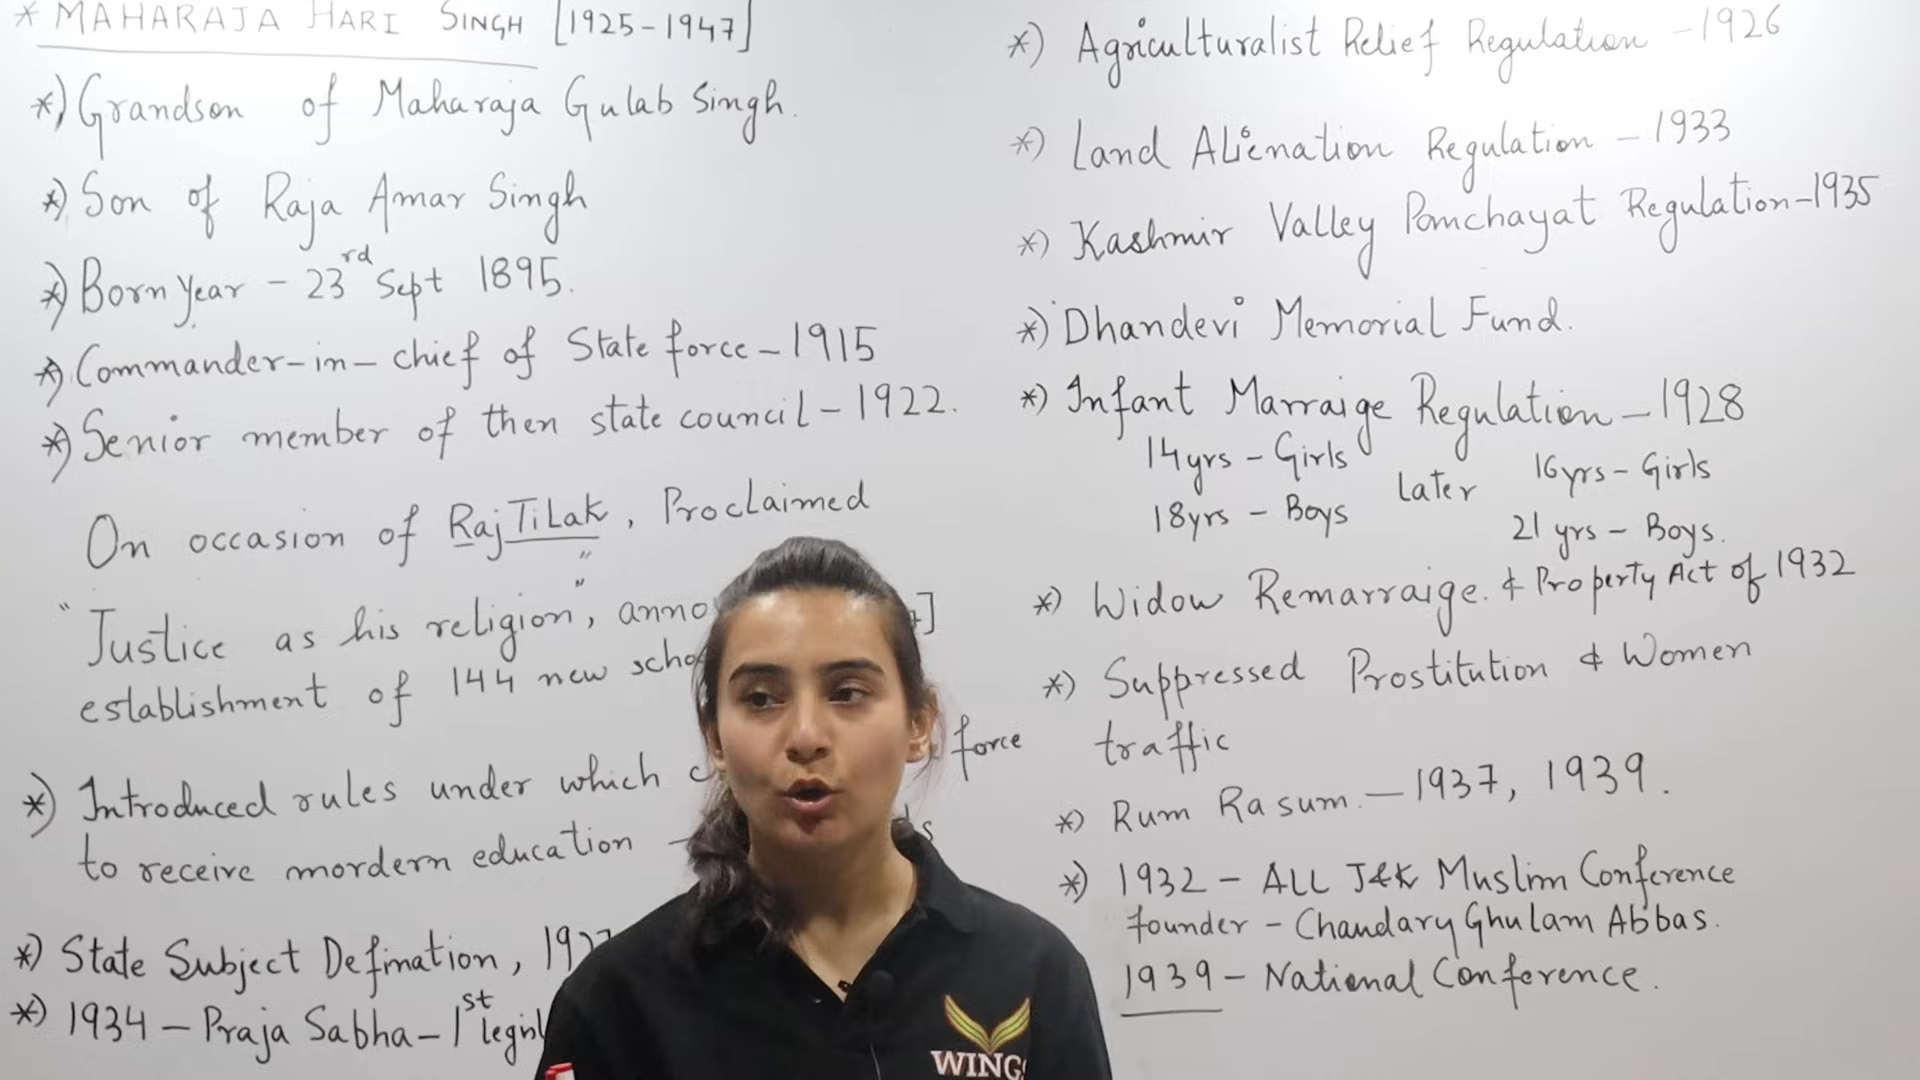 * MAHARAJA HARI SINGH [1925-1947]
*) Grandson of Maharaja Gulab Singh.
*) Son of Raja Amar Singh
*) Born Year - 23rd Sept 1895.
*) Commander-in-chief of State force - 1915
*) Senior member of then state council - 1922.
On occasion of Raj TiLak, Proclaimed
"Justice as his religion",
establishment of 144 new
*) Introduced rules under which force
to receive mordern education -
*) State Subject Defination,
*) 1934 - Praja Sabha - 1st
*) Agriculturalist Relief Regulation - 1926
*) Land Alienation Regulation - 1933
*) Kashmir Valley Panchayat Regulation - 1935
*) Dhandevi Memorial Fund.
*) Infant Marraige Regulation - 1928
14yrs - Girls later 16yrs - Girls
18yrs - Boys 21 yrs - Boys.
*) Widow Remarraige. & Property Act of 1932
*) Suppressed Prostitution & Women
traffic
*) Rum Rasum. - 1937, 1939.
*) 1932 - ALL J&K Muslim Conference
founder - Chaudary Ghulam Abbas.
1939 - National Conference.
WINGS